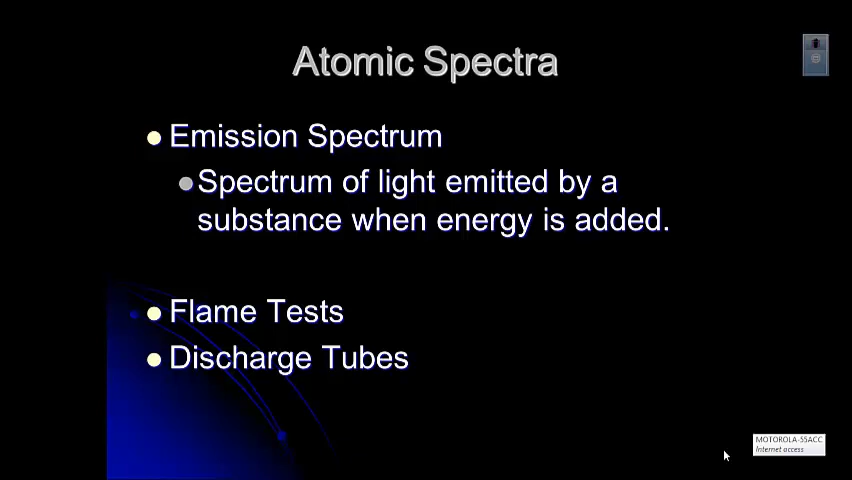 Atomic Spectra
Emission Spectrum
Spectrum of light emitted by a
substance when energy is added.
Flame Tests
Discharge Tubes
MOTOROLA-55ACC
Internet access